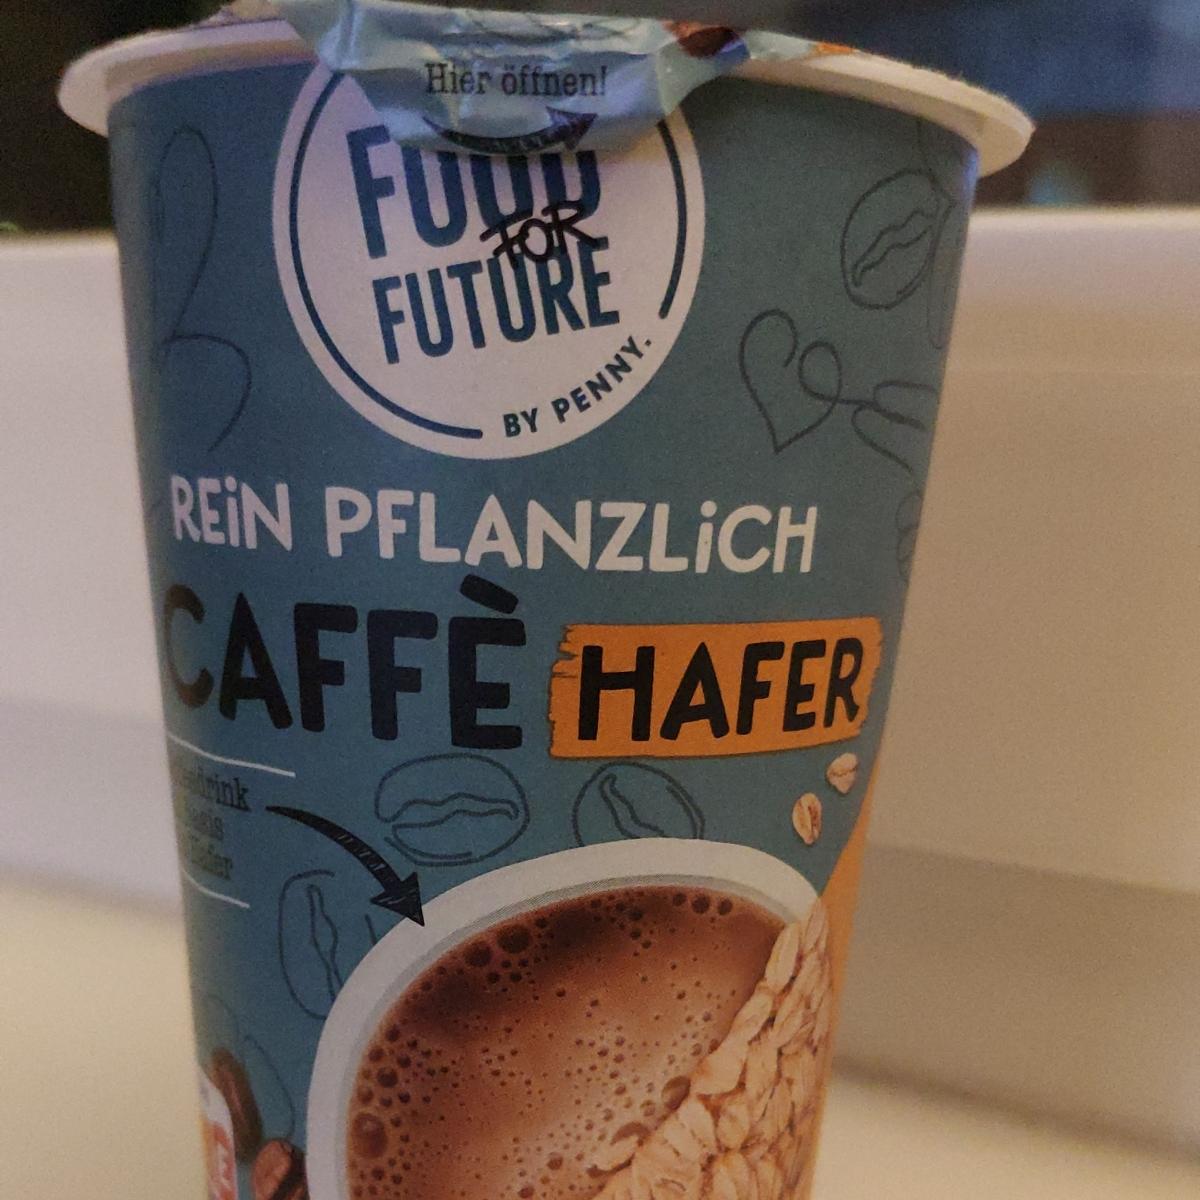 Hier öffnen!
FOOD
FOR
FUTURE
BY PENNY.
REiN PFLANZLiCH
CAFFÈ HAFER